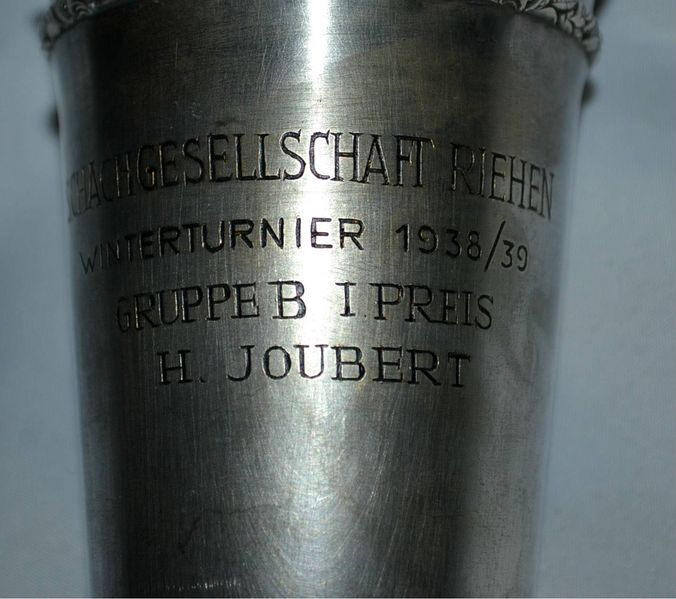 SCHACHGESELLSCHAFT RIEHEN
WINTERTURNIER 1938/39
GRUPPE B I PREIS
H. JOUBERT